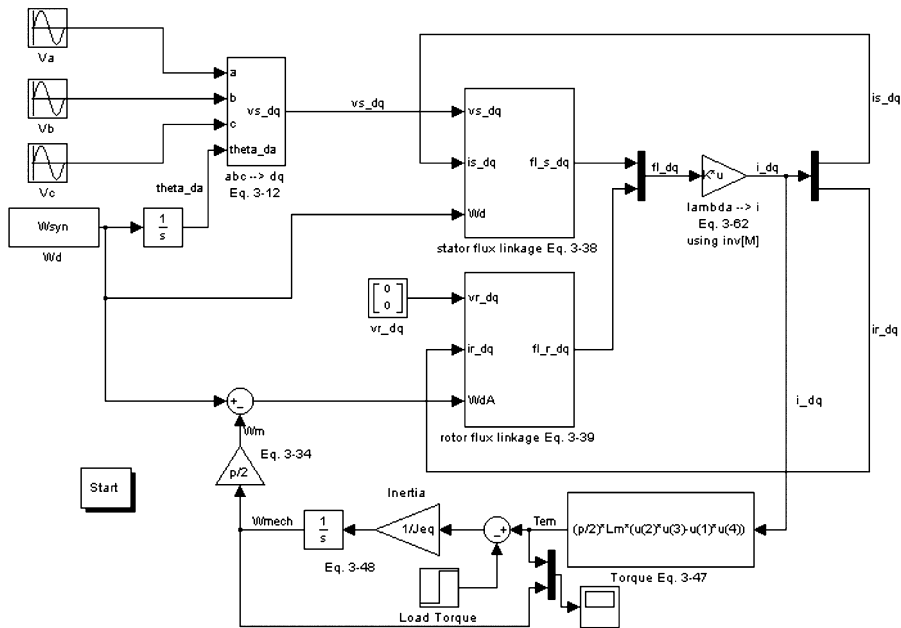 Va
Vb
Vc
a
b
c
theta_da
vs_dq
abc --> dq
Eq. 3-12
theta_da
Wsyn
Wd
1
s
vs_dq
vs_dq
is_dq
Wd
fl_s_dq
stator flux linkage Eq. 3-38
fl_dq
K*u
lambda --> i
Eq. 3-62
using inv[M]
i_dq
is_dq
0
0
vr_dq
vr_dq
ir_dq
WdA
fl_r_dq
rotor flux linkage Eq. 3-39
ir_dq
i_dq
+
-
Wm
Eq. 3-34
p/2
Start
Wmech
1
s
Eq. 3-48
Inertia
1/Jeq
-
+
Tem
(p/2)*Lm*(u(2)*u(3)-u(1)*u(4))
Torque Eq. 3-47
Load Torque